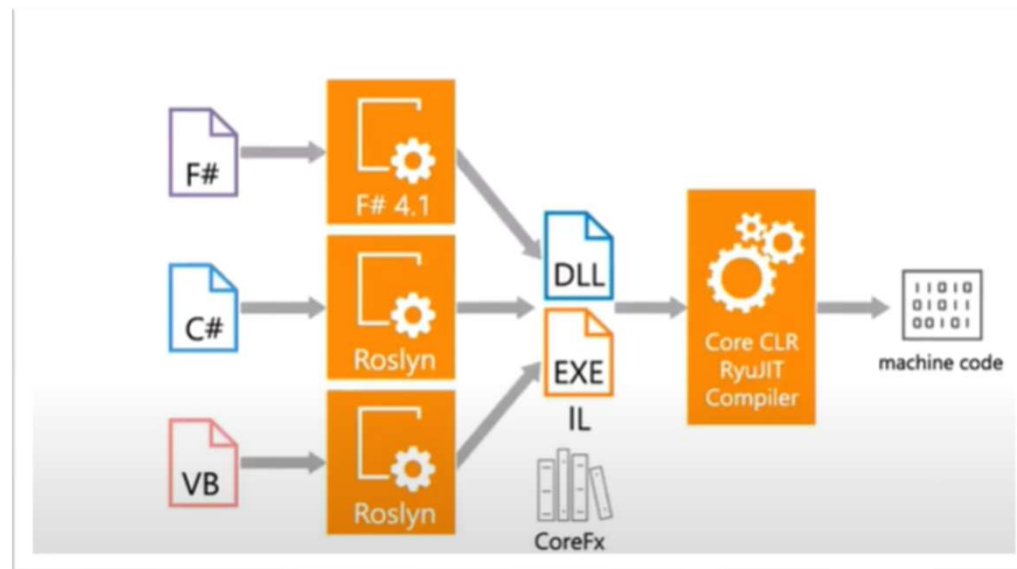 F#
F# 4.1
C#
Roslyn
VB
Roslyn
DLL
EXE
IL
CoreFx
Core CLR
RyuJIT
Compiler
11010
01011
00101
machine code